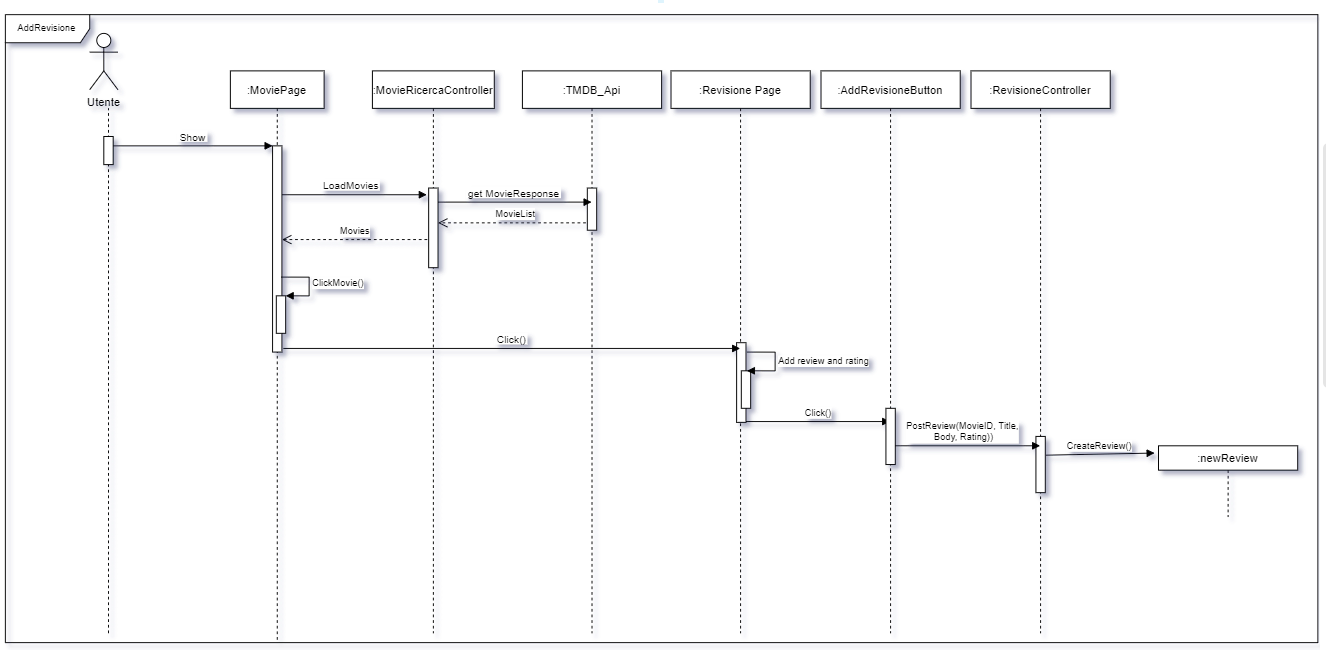 AddRevisione
Utente
:MoviePage
:MovieRicercaController
:TMDB_Api
:Revisione Page
:AddRevisioneButton
:RevisioneController
Show
LoadMovies
get MovieResponse
MovieList
Movies
ClickMovie()
Click()
Add review and rating
Click()
PostReview(MovieID, Title,
Body, Rating))
CreateReview()
:newReview